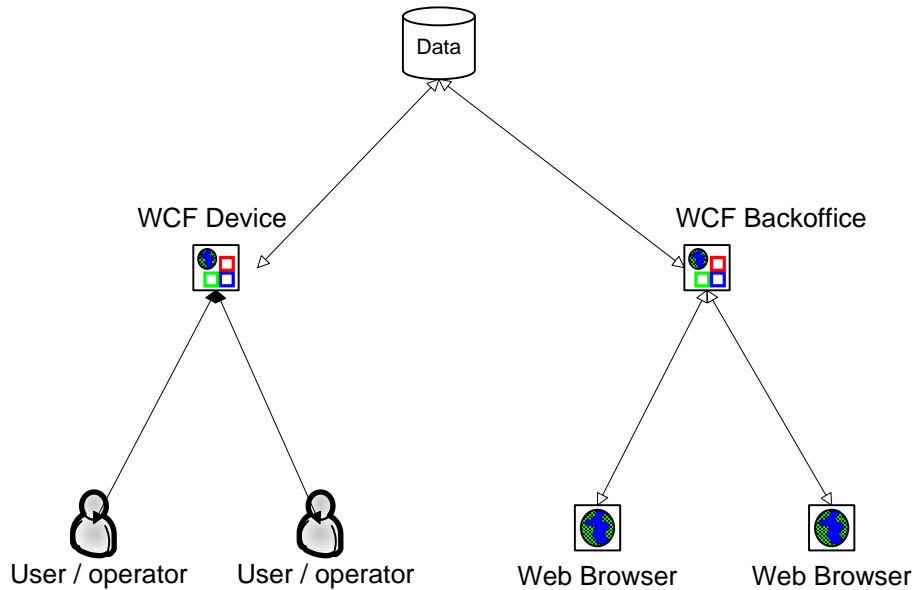 Data
WCF Device
WCF Backoffice
User / operator
User / operator
Web Browser
Web Browser